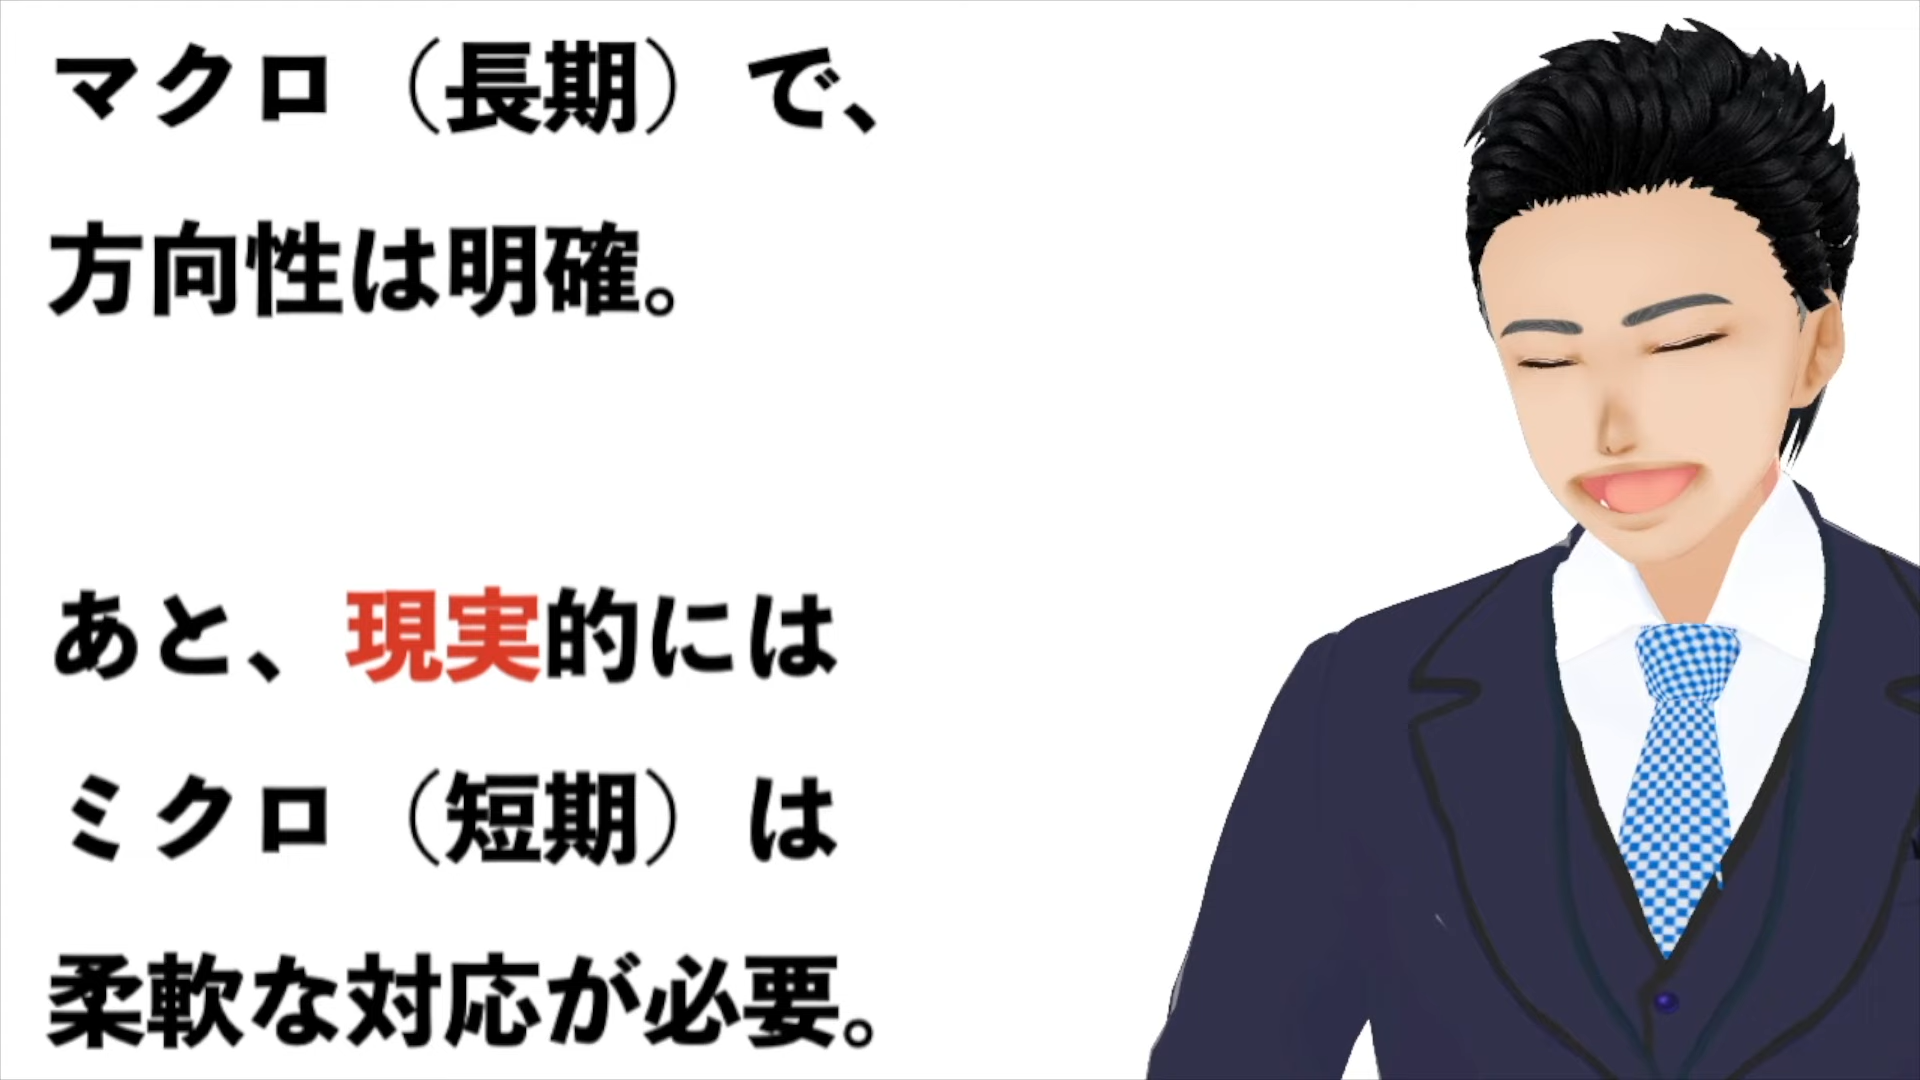 マクロ（長期）で、
方向性は明確。
あと、現実的には
ミクロ（短期）は
柔軟な対応が必要。